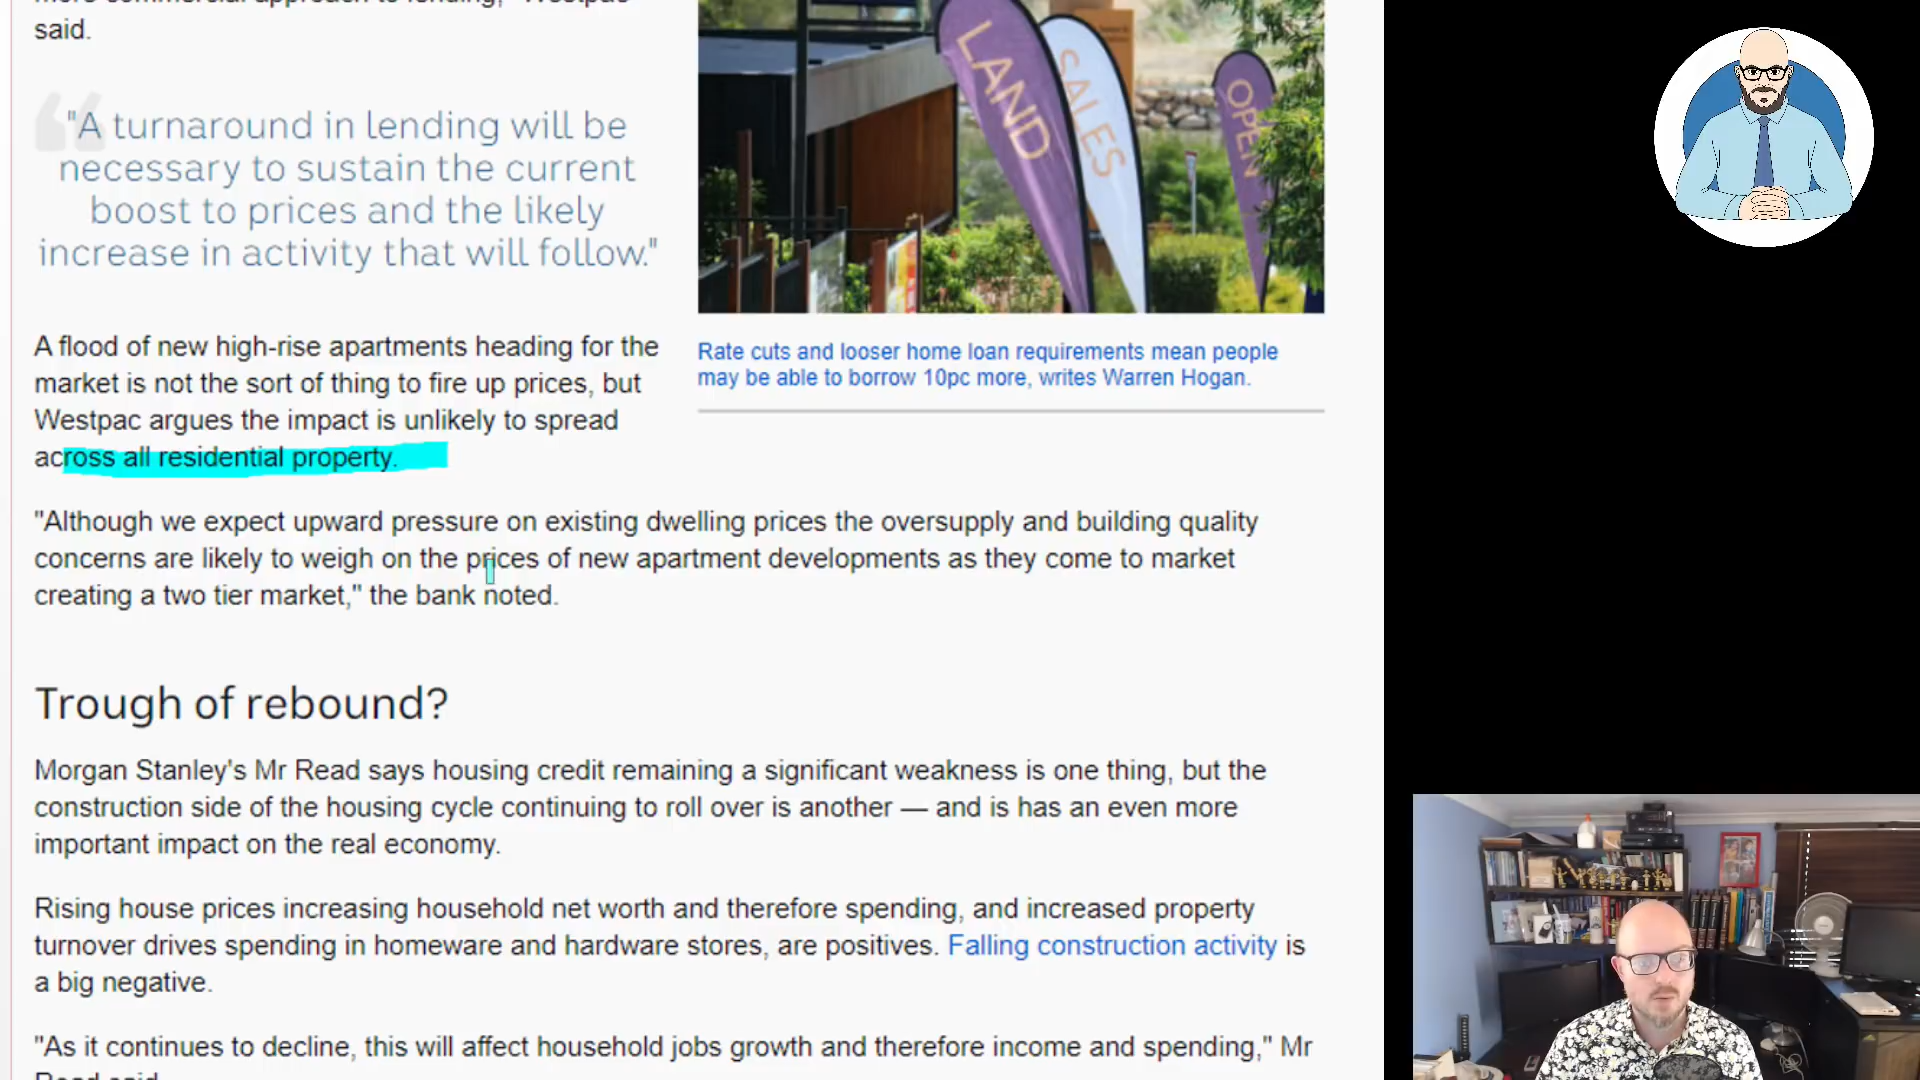 said.
"A turnaround in lending will be
necessary to sustain the current
boost to prices and the likely
increase in activity that will follow."
A flood of new high-rise apartments heading for the
market is not the sort of thing to fire up prices, but
Westpac argues the impact is unlikely to spread
across all residential property.
LAND
SALES
OPEN
Rate cuts and looser home loan requirements mean people
may be able to borrow 10pc more, writes Warren Hogan.
"Although we expect upward pressure on existing dwelling prices the oversupply and building quality
concerns are likely to weigh on the prices of new apartment developments as they come to market
creating a two tier market," the bank noted.
Trough of rebound?
Morgan Stanley's Mr Read says housing credit remaining a significant weakness is one thing, but the
construction side of the housing cycle continuing to roll over is another — and is has an even more
important impact on the real economy.
Rising house prices increasing household net worth and therefore spending, and increased property
turnover drives spending in homeware and hardware stores, are positives. Falling construction activity is
a big negative.
"As it continues to decline, this will affect household jobs growth and therefore income and spending," Mr